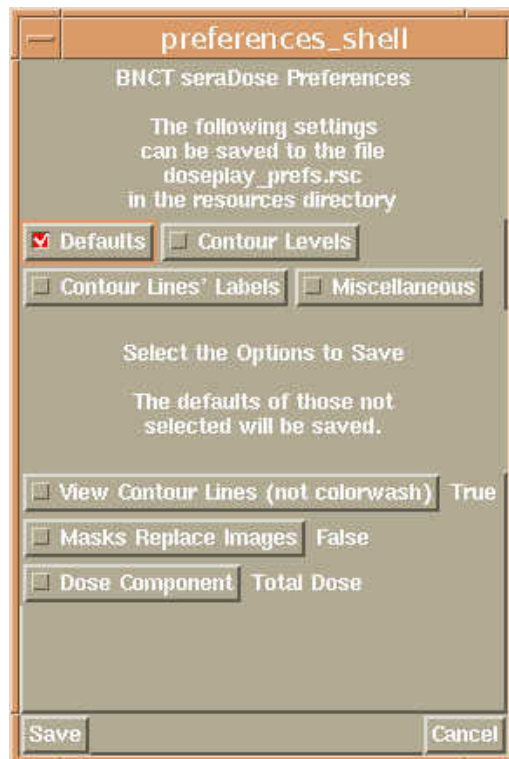 preferences_shell
BNCT seraDose Preferences
The following settings
can be saved to the file
doseplay_prefs.rsc
in the resources directory
Defaults Contour Levels
Contour Lines' Labels Miscellaneous
Select the Options to Save
The defaults of those not
selected will be saved.
View Contour Lines (not colorwash) True
Masks Replace Images False
Dose Component Total Dose
Save Cancel